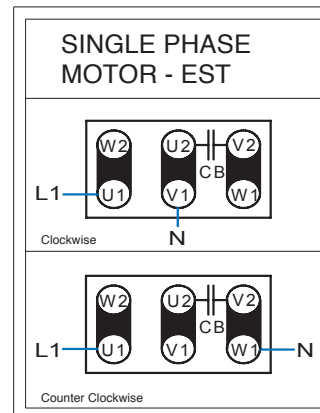 SINGLE PHASE
MOTOR - EST
W2 U2 V2
CB
L1 U1 V1 W1
Clockwise N
W2 U2 V2
CB
L1 U1 V1 W1 N
Counter Clockwise